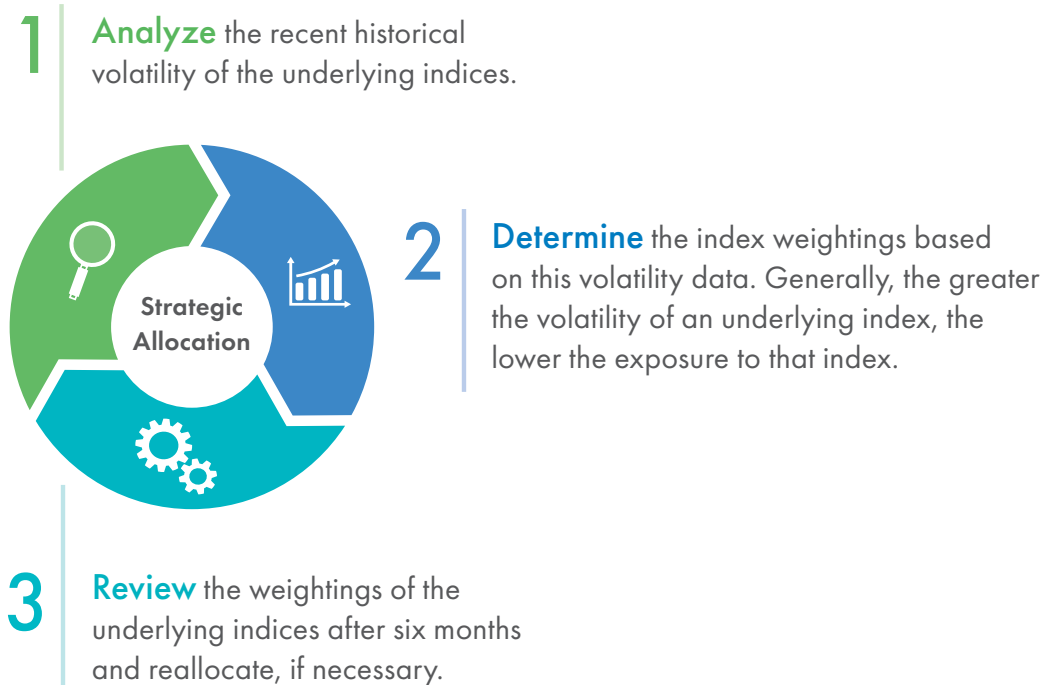 1
Analyze the recent historical
volatility of the underlying indices.
Strategic
Allocation
2
Determine the index weightings based
on this volatility data. Generally, the greater
the volatility of an underlying index, the
lower the exposure to that index.
3
Review the weightings of the
underlying indices after six months
and reallocate, if necessary.